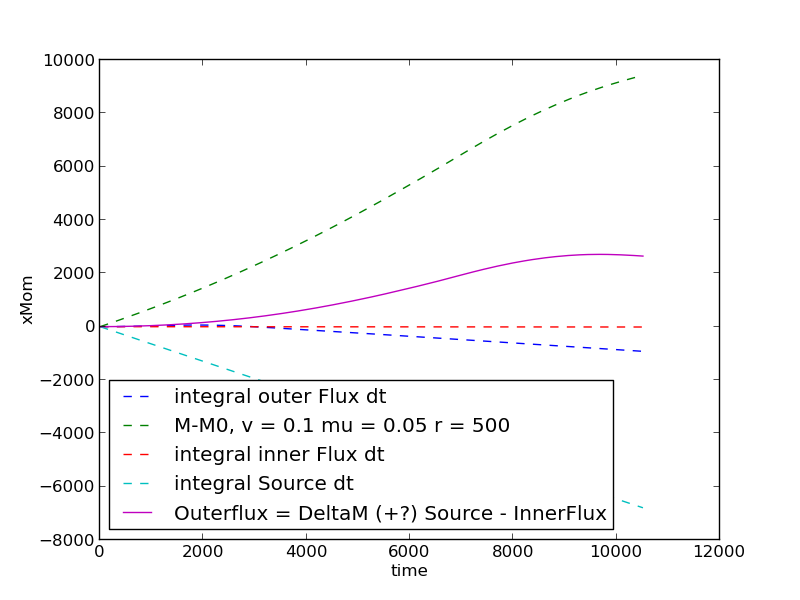 10000
8000
6000
4000
2000
0
−2000
−4000
−6000
−8000
xMom
integral outer Flux dt
M-M0, v = 0.1 mu = 0.05 r = 500
integral inner Flux dt
integral Source dt
Outerflux = DeltaM (+?) Source - InnerFlux
0 2000 4000 6000 8000 10000 12000
time